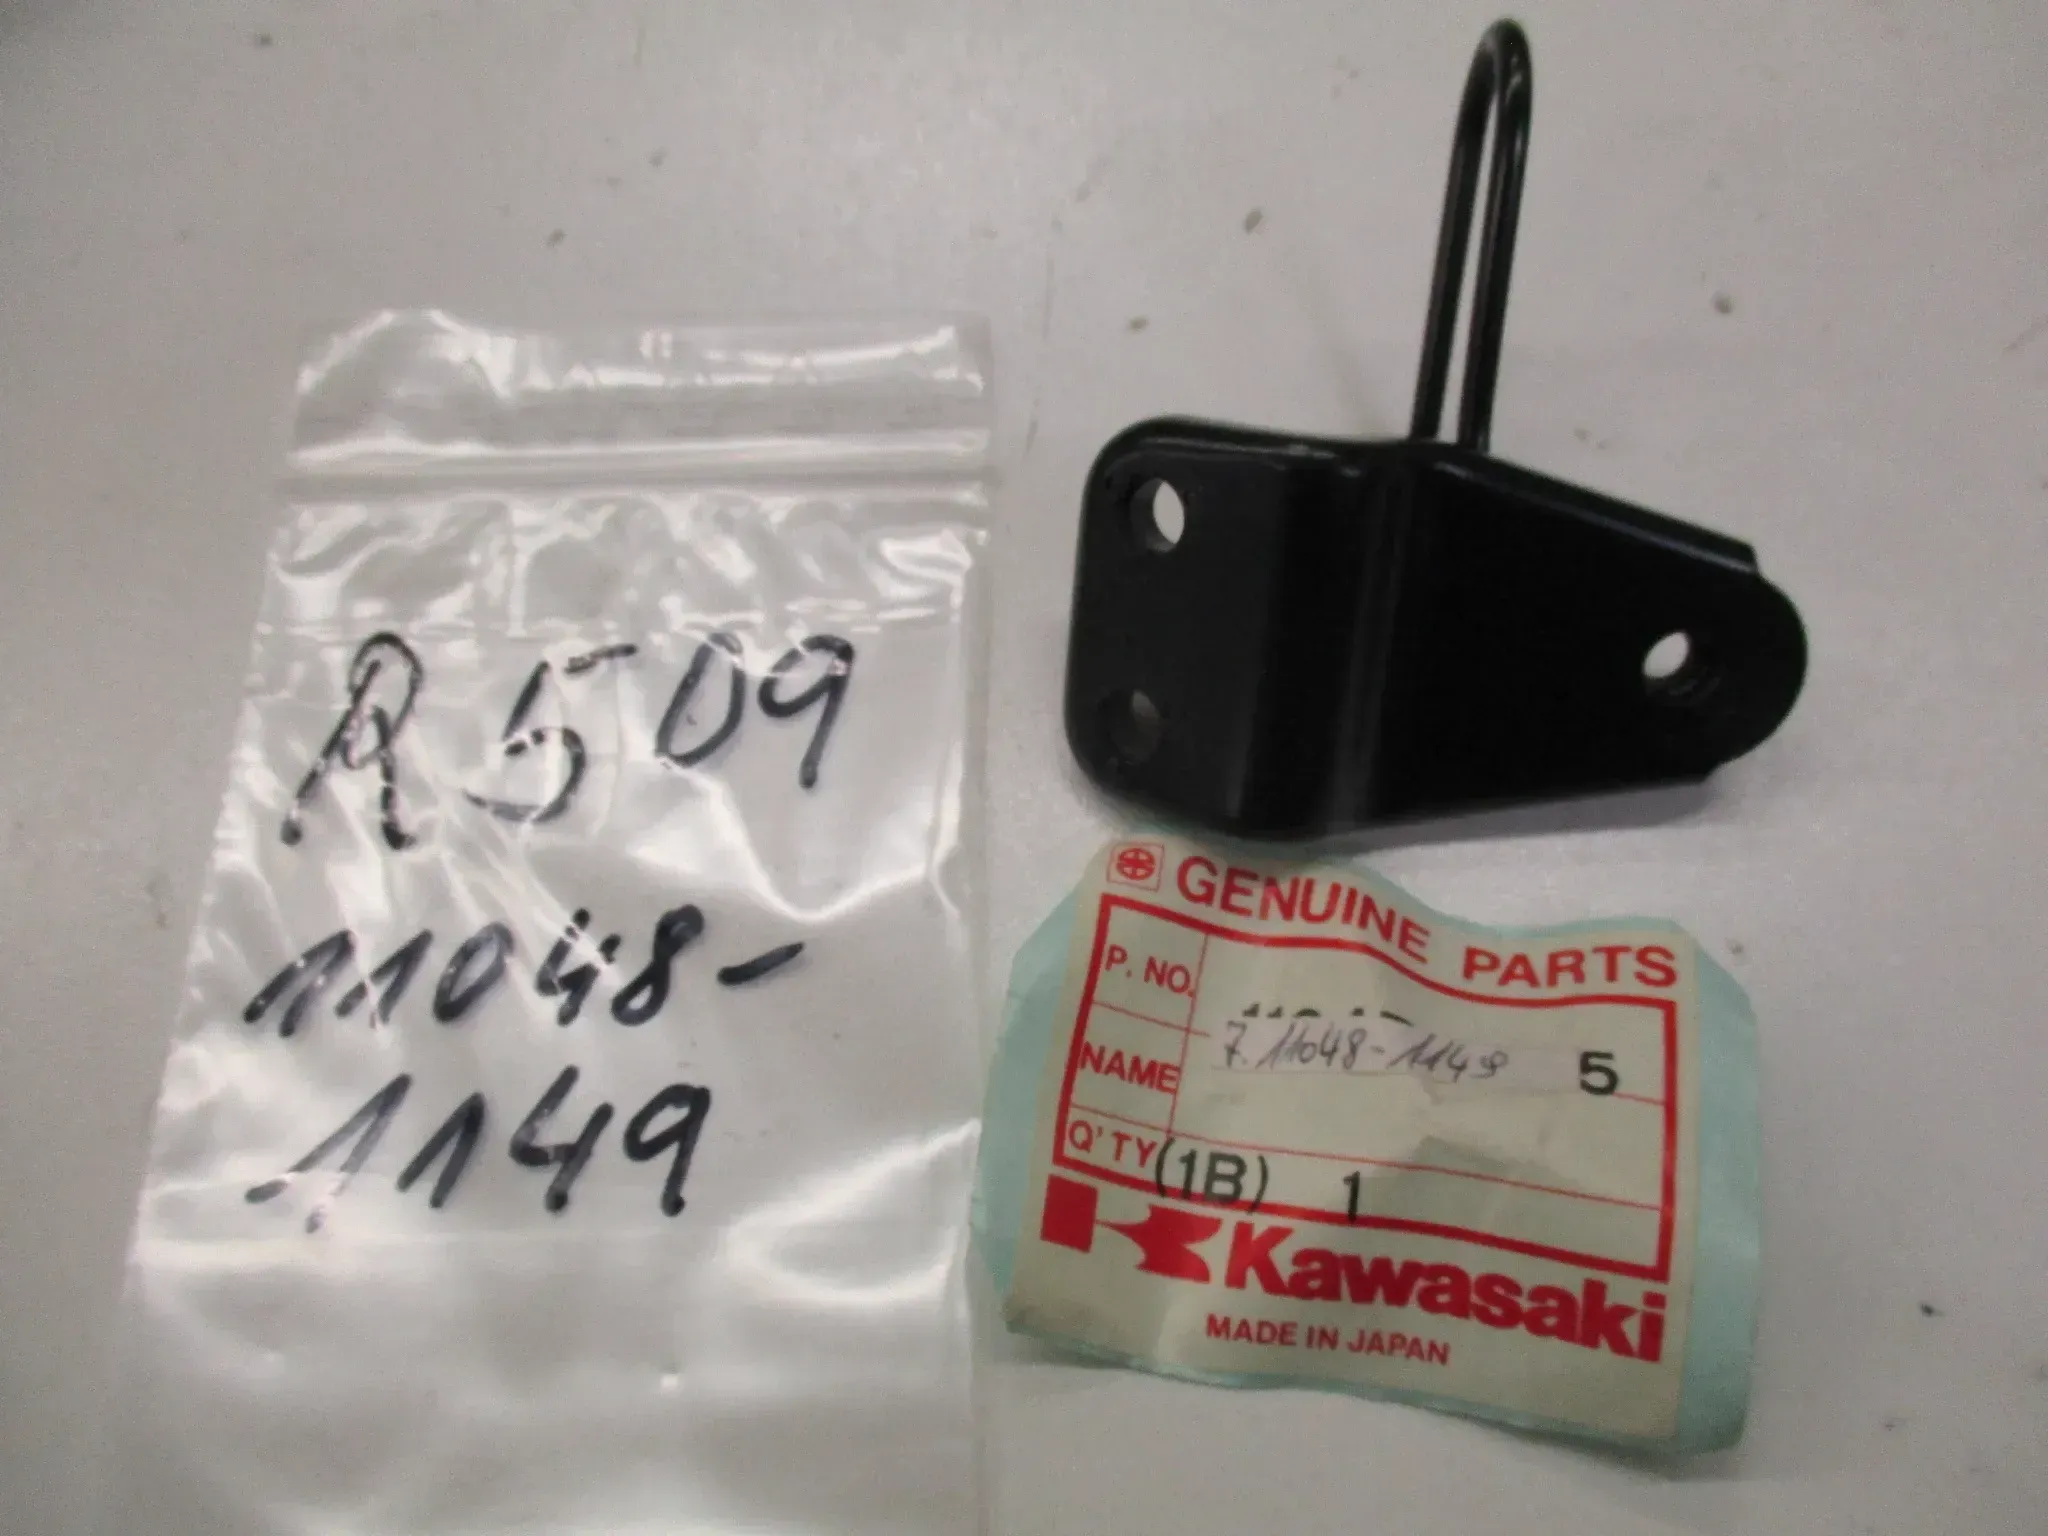 R509
11048-
1149
GENUINE PARTS
P. NO.
7.11048-1149 5
NAME
Q'TY (1B) 1
Kawasaki
MADE IN JAPAN